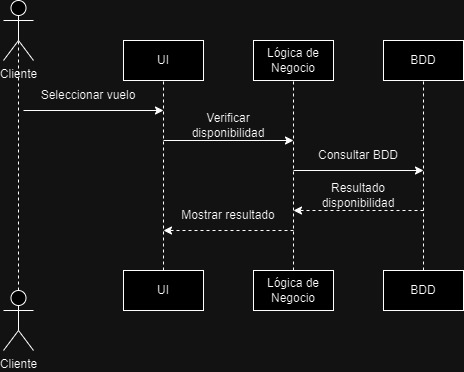 Cliente
UI
Lógica de
Negocio
BDD
Seleccionar vuelo
Verificar
disponibilidad
Consultar BDD
Resultado
disponibilidad
Mostrar resultado
UI
Lógica de
Negocio
BDD
Cliente